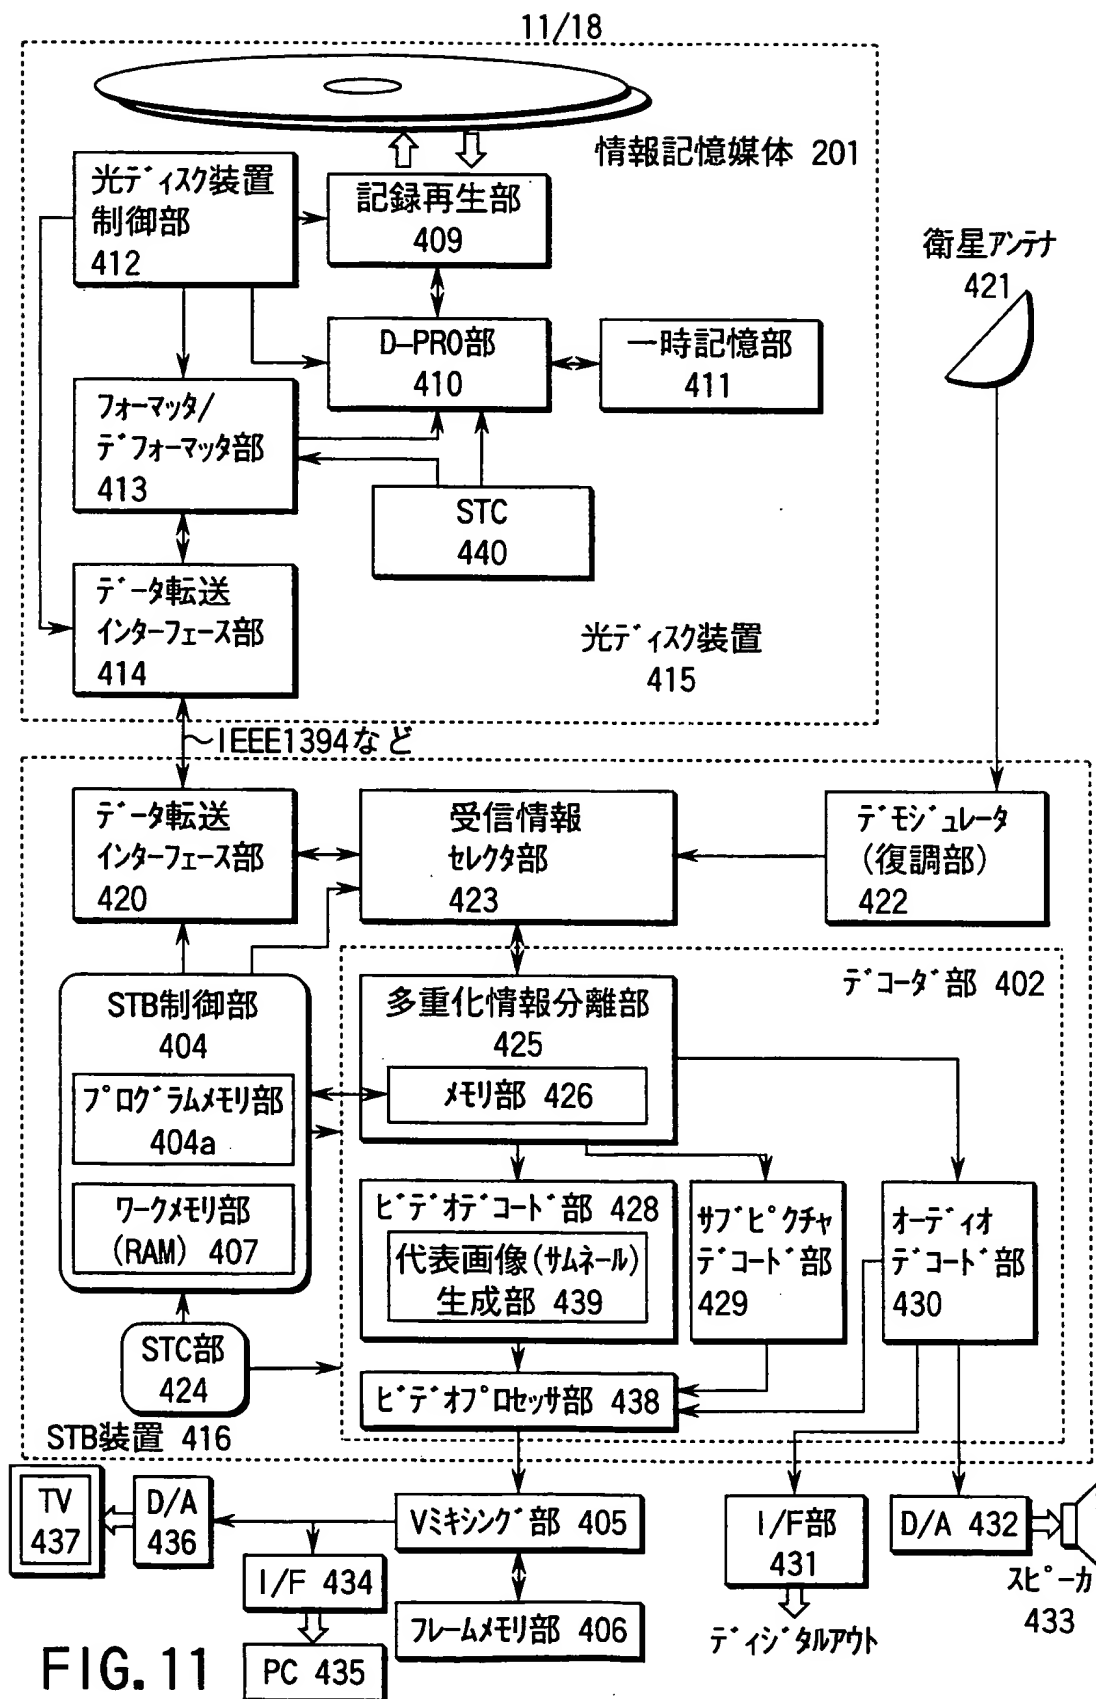 11/18
情報記憶媒体 201
光ディスク装置
制御部
412
記録再生部
409
衛星アンテナ
421
D-PRO部
410
一時記憶部
411
フォーマッタ/
デフォーマッタ部
413
STC
440
データ転送
インターフェース部
414
光ディスク装置
415
IEEE1394など
データ転送
インターフェース部
420
受信情報
セレクタ部
423
デモジュレータ
(復調部)
422
デコーダ部 402
STB制御部
404
多重化情報分離部
425
メモリ部 426
プログラムメモリ部
404a
ワークメモリ部
(RAM) 407
ビデオデコード部 428
代表画像(サムネール)
生成部 439
サブピクチャ
デコード部
429
オーディオ
デコード部
430
STC部
424
ビデオプロセッサ部 438
STB装置 416
TV
437
D/A
436
Vミキシング部 405
I/F部
431
D/A 432
スピーカ
433
I/F 434
フレームメモリ部 406
ディジタルアウト
PC 435
FIG. 11